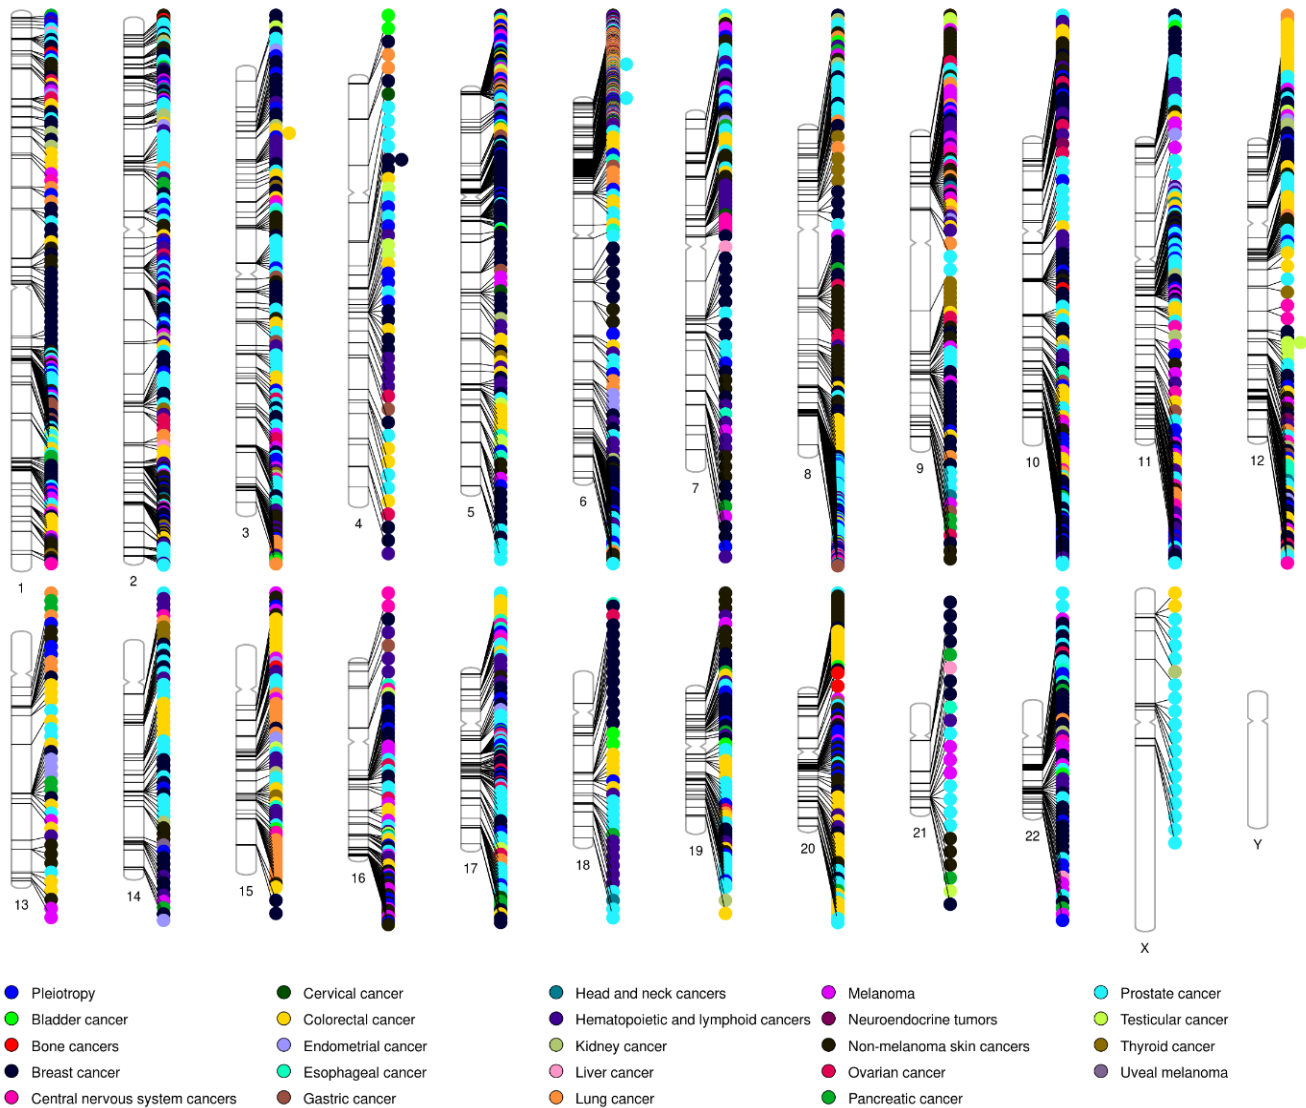 1
2
3
4
5
6
7
8
9
10
11
12
13
14
15
16
17
18
19
20
21
22
X
Y
Pleiotropy
Cervical cancer
Head and neck cancers
Melanoma
Prostate cancer
Bladder cancer
Colorectal cancer
Hematopoietic and lymphoid cancers
Neuroendocrine tumors
Testicular cancer
Bone cancers
Endometrial cancer
Kidney cancer
Non-melanoma skin cancers
Thyroid cancer
Breast cancer
Esophageal cancer
Liver cancer
Ovarian cancer
Uveal melanoma
Central nervous system cancers
Gastric cancer
Lung cancer
Pancreatic cancer